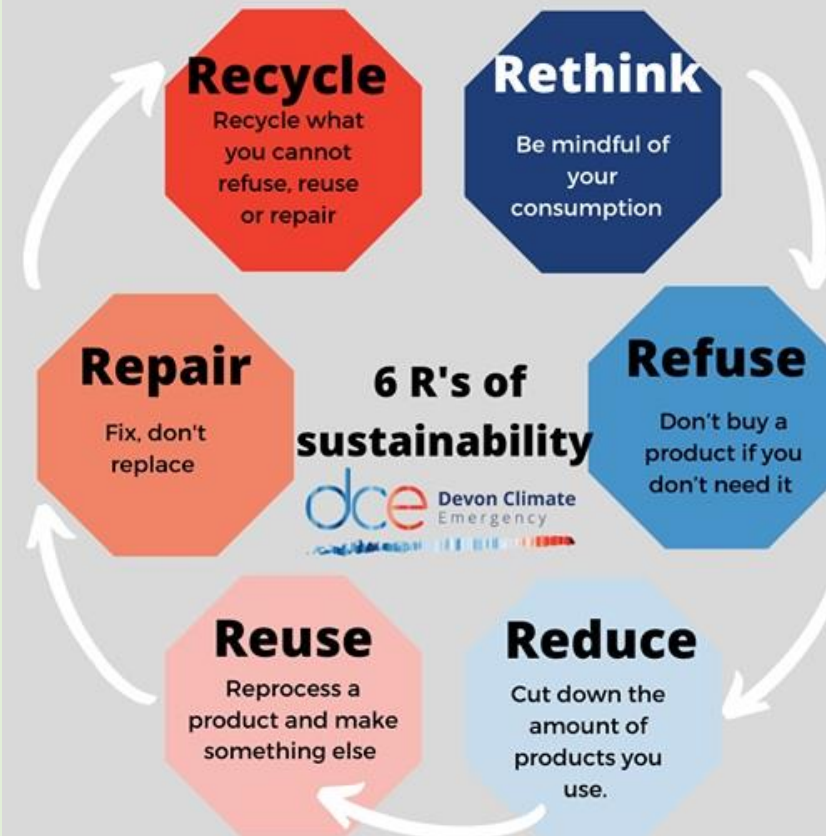 Recycle
Recycle what
you cannot
refuse, reuse
or repair
Rethink
Be mindful of
your
consumption
Repair
Fix, don't
replace
6 R's of
sustainability
dce Devon Climate
Emergency
Refuse
Don't buy a
product if you
don't need it
Reuse
Reprocess a
product and make
something else
Reduce
Cut down the
amount of
products you
use.